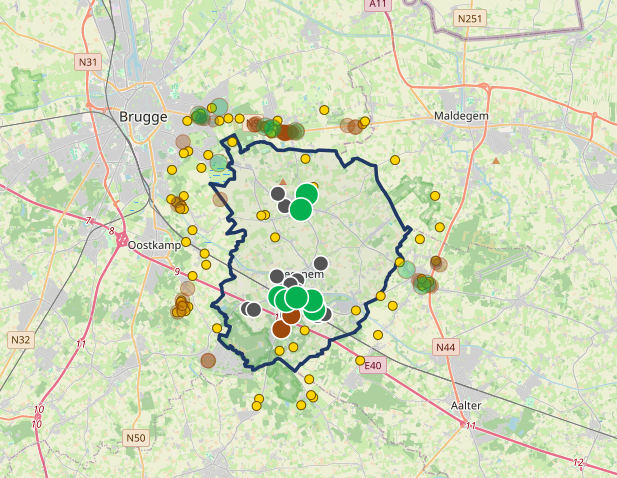 A11
N251
N31
Brugge
Maldegem
7
8
Oostkamp
9
nem
N32
11
N44
E40
Aalter
10
10
N50
11
12